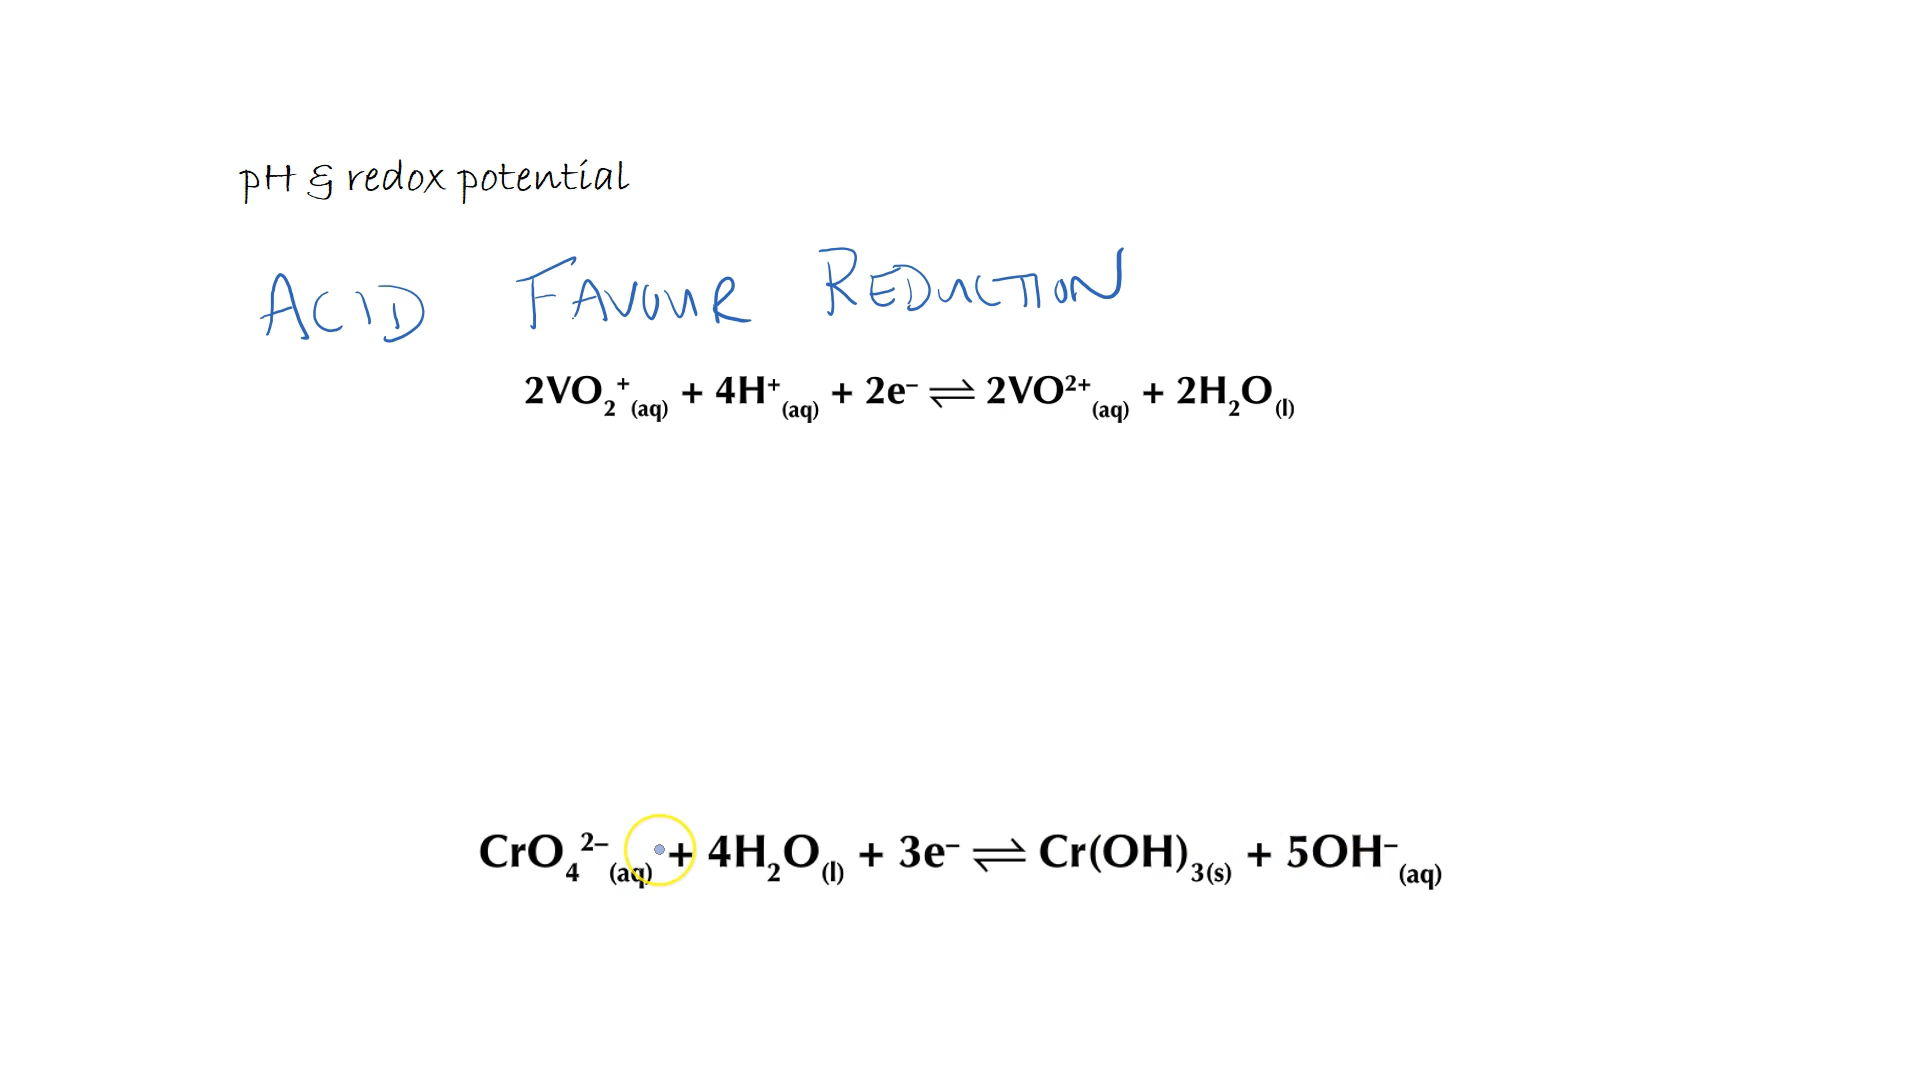 pH & redox potential
ACID FAVOUR REDUCTION
2VO₂⁺(aq) + 4H⁺(aq) + 2e⁻ ⇌ 2VO²⁺(aq) + 2H₂O(l)
CrO₄²⁻(aq) + 4H₂O(l) + 3e⁻ ⇌ Cr(OH)₃(s) + 5OH⁻(aq)